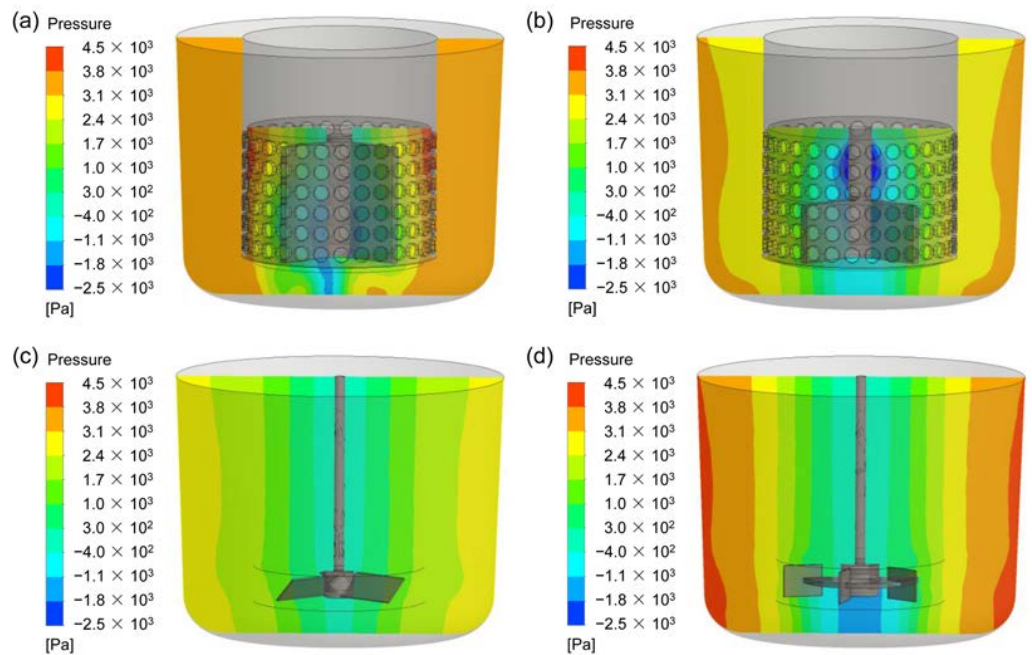 (a) Pressure
4.5 × 10³
3.8 × 10³
3.1 × 10³
2.4 × 10³
1.7 × 10³
1.0 × 10³
3.0 × 10²
−4.0 × 10²
−1.1 × 10³
−1.8 × 10³
−2.5 × 10³
[Pa]
(b) Pressure
4.5 × 10³
3.8 × 10³
3.1 × 10³
2.4 × 10³
1.7 × 10³
1.0 × 10³
3.0 × 10²
−4.0 × 10²
−1.1 × 10³
−1.8 × 10³
−2.5 × 10³
[Pa]
(c) Pressure
4.5 × 10³
3.8 × 10³
3.1 × 10³
2.4 × 10³
1.7 × 10³
1.0 × 10³
3.0 × 10²
−4.0 × 10²
−1.1 × 10³
−1.8 × 10³
−2.5 × 10³
[Pa]
(d) Pressure
4.5 × 10³
3.8 × 10³
3.1 × 10³
2.4 × 10³
1.7 × 10³
1.0 × 10³
3.0 × 10²
−4.0 × 10²
−1.1 × 10³
−1.8 × 10³
−2.5 × 10³
[Pa]